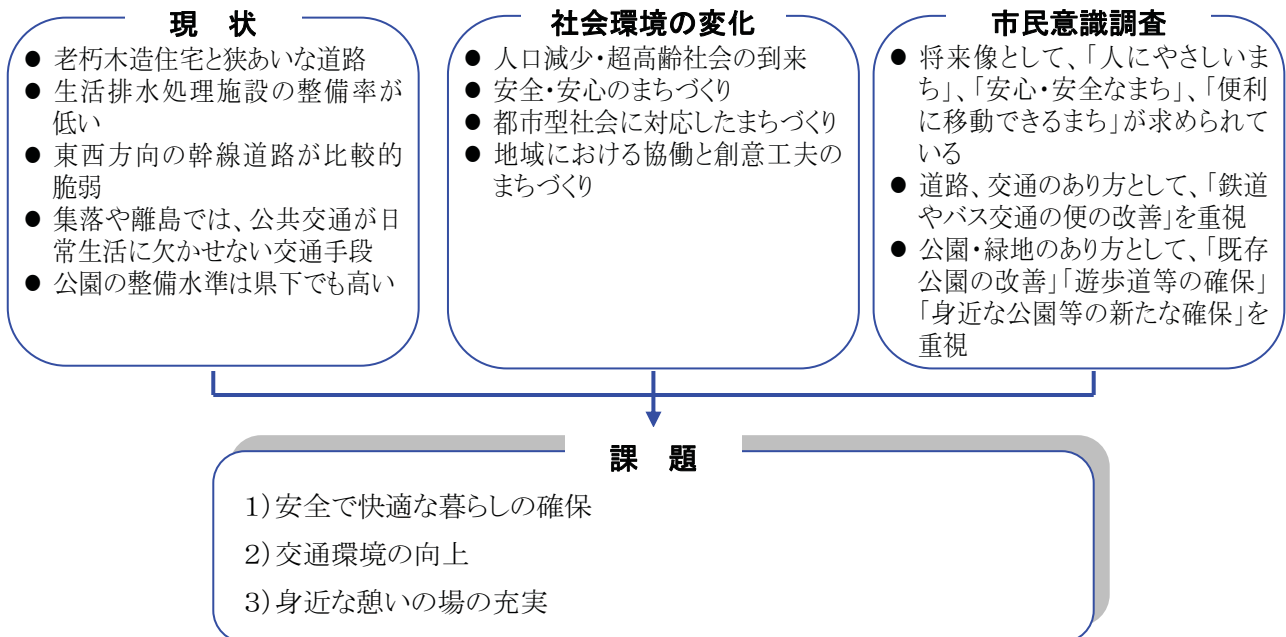 現　状
● 老朽木造住宅と狭あいな道路
● 生活排水処理施設の整備率が
低い
● 東西方向の幹線道路が比較的
脆弱
● 集落や離島では、公共交通が日
常生活に欠かせない交通手段
● 公園の整備水準は県下でも高い
社会環境の変化
● 人口減少・超高齢社会の到来
● 安全・安心のまちづくり
● 都市型社会に対応したまちづくり
● 地域における協働と創意工夫の
まちづくり
市民意識調査
● 将来像として、「人にやさしいま
ち」、「安心・安全なまち」、「便利
に移動できるまち」が求められて
いる
● 道路、交通のあり方として、「鉄道
やバス交通の便の改善」を重視
● 公園・緑地のあり方として、「既存
公園の改善」「遊歩道等の確保」
「身近な公園等の新たな確保」を
重視
課　題
1）安全で快適な暮らしの確保
2）交通環境の向上
3）身近な憩いの場の充実